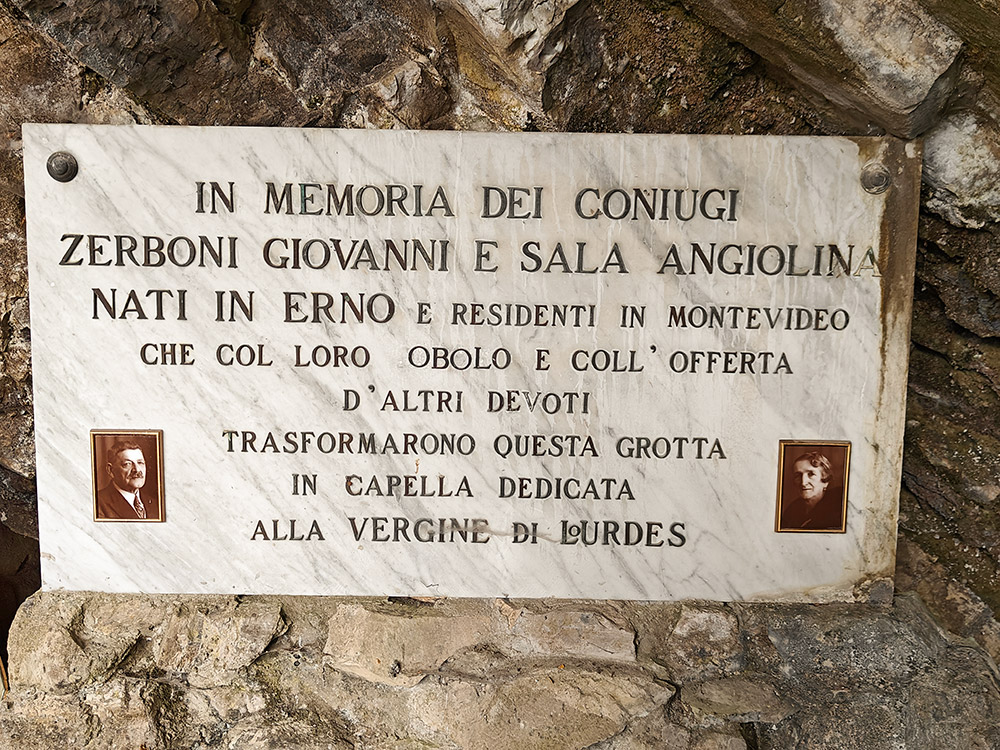 IN MEMORIA DEI CONIUGI
ZERBONI GIOVANNI E SALA ANGIOLINA
NATI IN ERNO E RESIDENTI IN MONTEVIDEO
CHE COL LORO OBOLO E COLL' OFFERTA
D'ALTRI DEVOTI
TRASFORMARONO QUESTA GROTTA
IN CAPELLA DEDICATA
ALLA VERGINE DI LOURDES